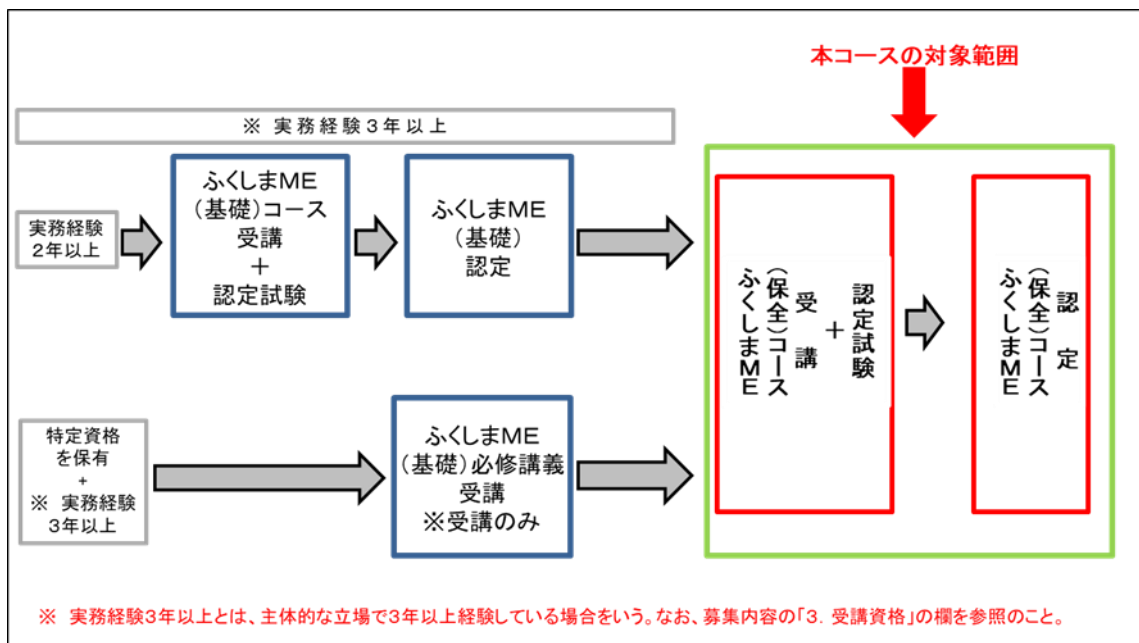 本コースの対象範囲
※ 実務経験3年以上
実務経験
2年以上
ふくしまME
(基礎)コース
受講
+
認定試験
ふくしまME
(基礎)
認定
特定資格
を保有
+
※ 実務経験
3年以上
ふくしまME
(基礎)必修講義
受講
※受講のみ
ふくしまME
(保全)コース
受講
+
認定試験
ふくしまME
(保全)コース
認定
※ 実務経験3年以上とは、主体的な立場で3年以上経験している場合をいう。なお、募集内容の「3. 受講資格」の欄を参照のこと。